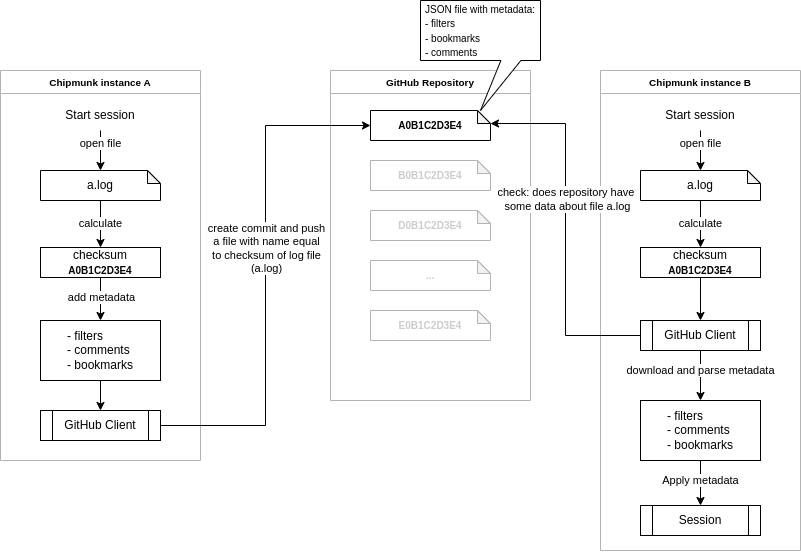 JSON file with metadata:
- filters
- bookmarks
- comments
Chipmunk instance A
Start session
open file
a.log
calculate
checksum
A0B1C2D3E4
add metadata
- filters
- comments
- bookmarks
GitHub Client
create commit and push
a file with name equal
to checksum of log file
(a.log)
GitHub Repository
A0B1C2D3E4
B0B1C2D3E4
D0B1C2D3E4
...
E0B1C2D3E4
check: does repository have
some data about file a.log
Chipmunk instance B
Start session
open file
a.log
calculate
checksum
A0B1C2D3E4
GitHub Client
download and parse metadata
- filters
- comments
- bookmarks
Apply metadata
Session